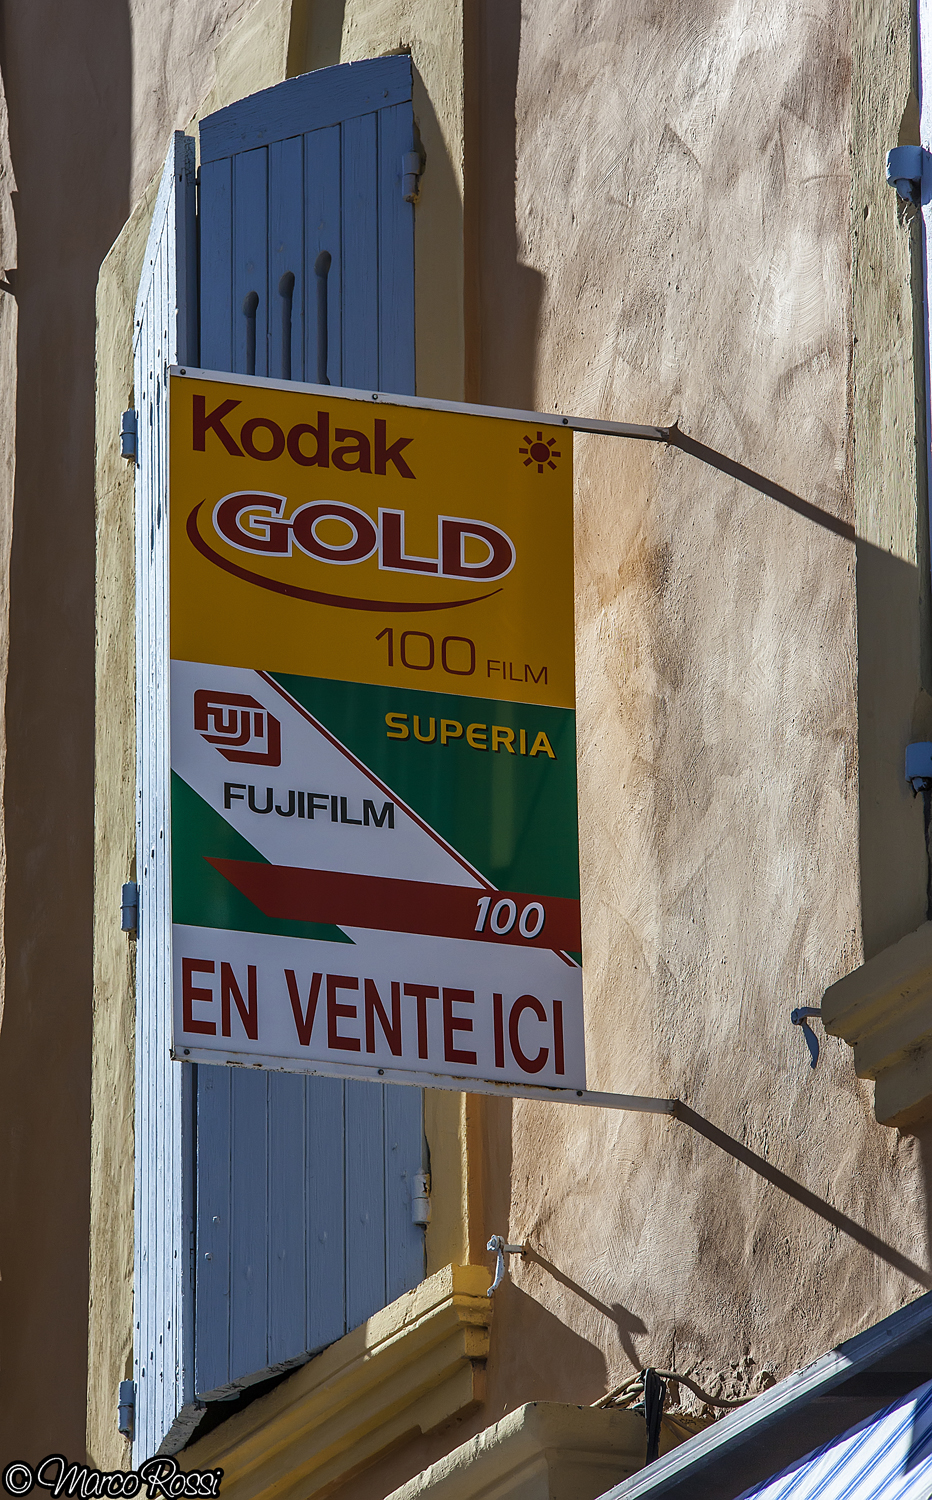 Kodak
GOLD
100 FILM
FUJI
SUPERIA
FUJIFILM
100
EN VENTE ICI
© Marco Rossi